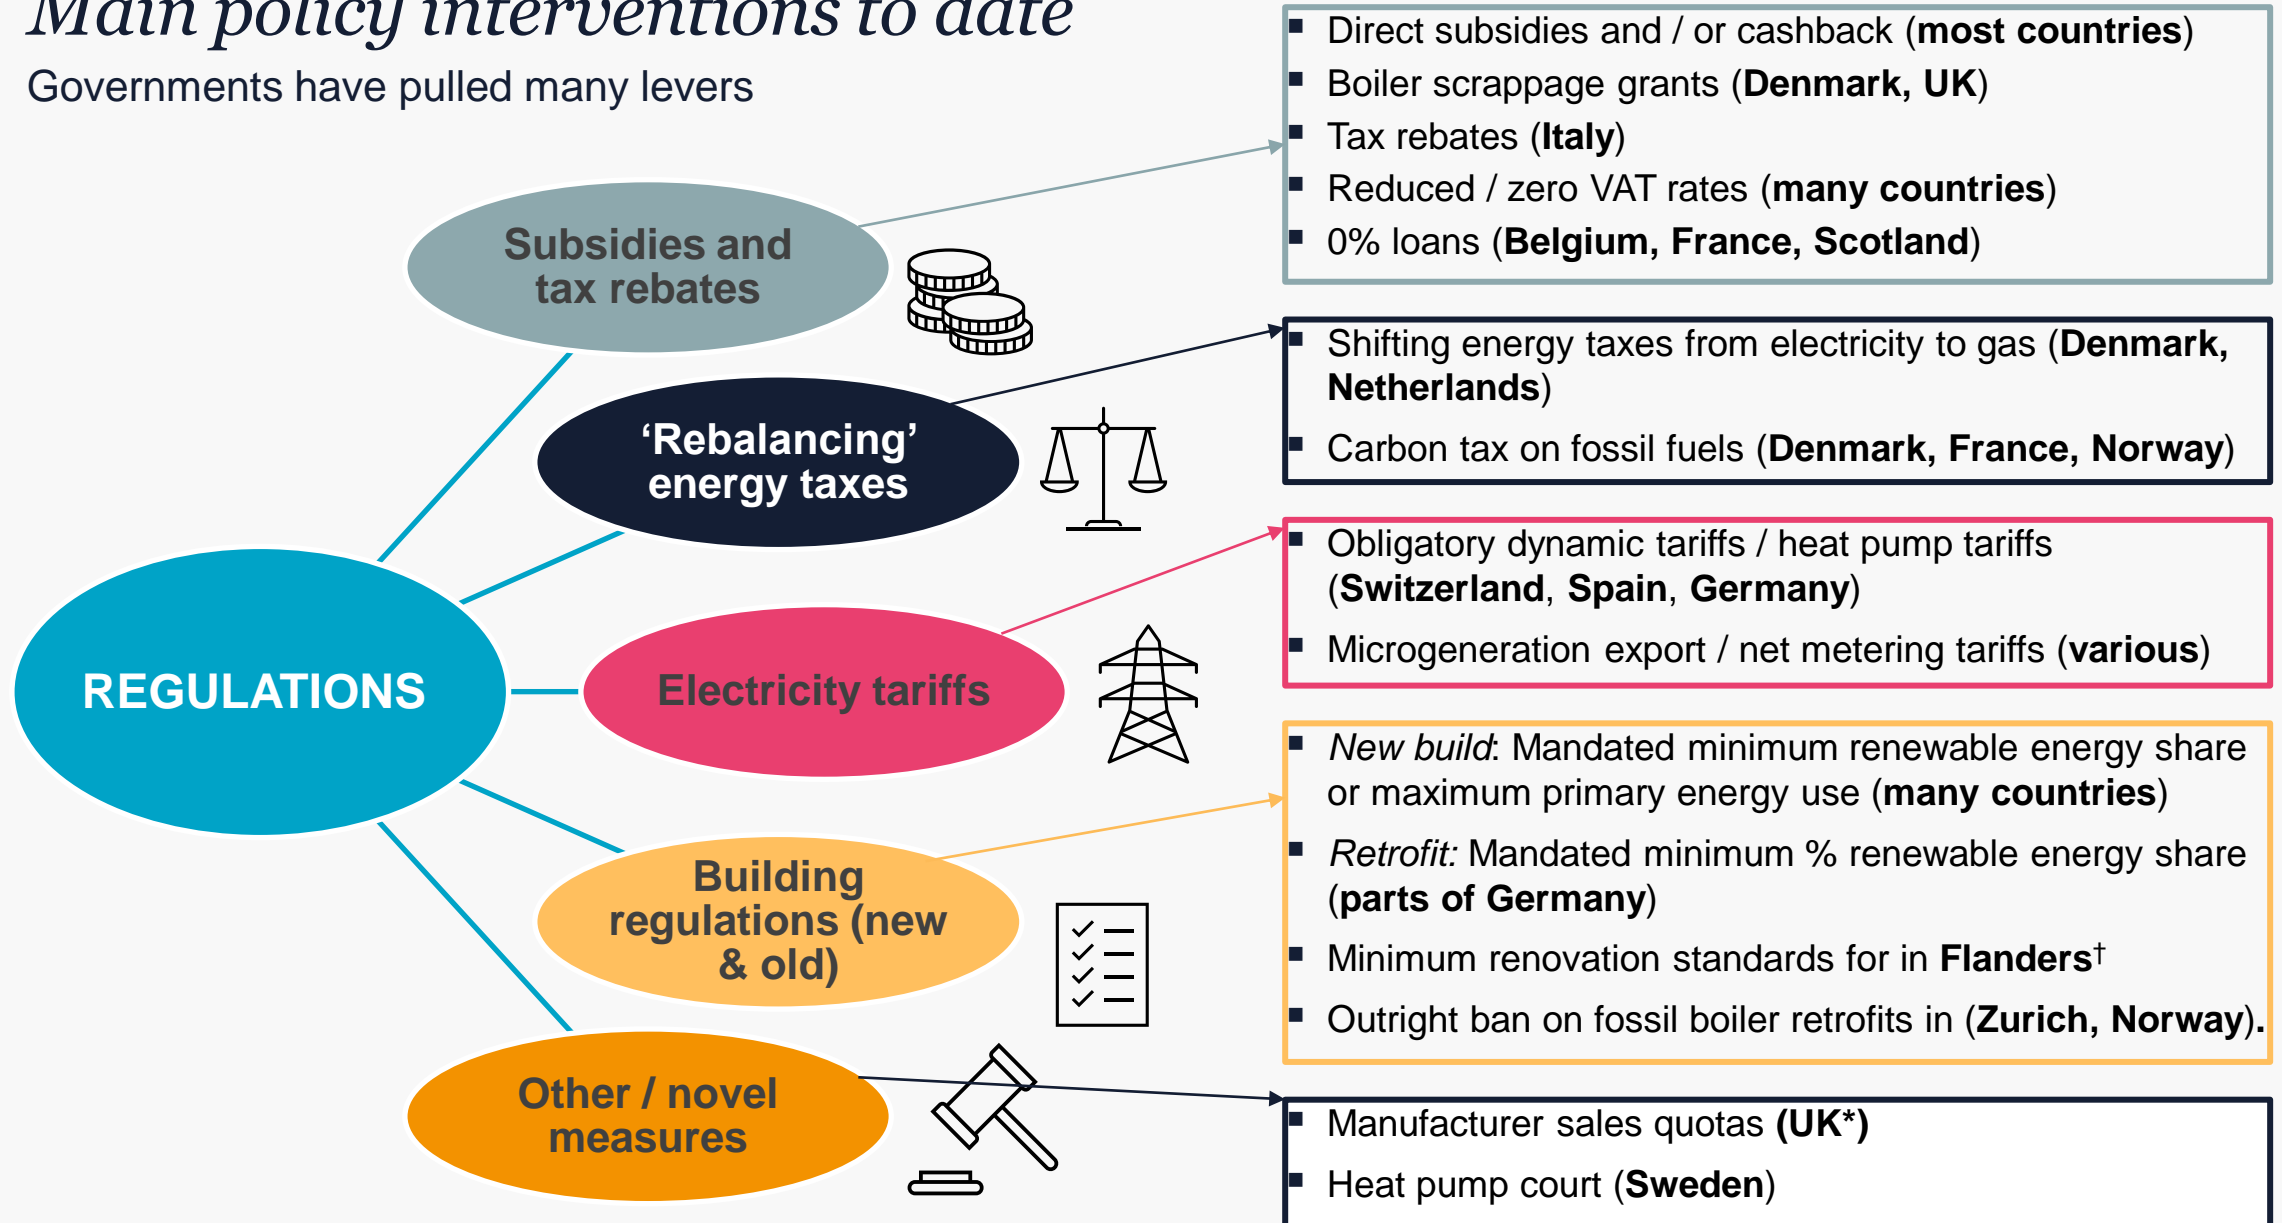 Main policy interventions to date
Governments have pulled many levers
REGULATIONS
Subsidies and
tax rebates
▪ Direct subsidies and / or cashback (most countries)
▪ Boiler scrappage grants (Denmark, UK)
▪ Tax rebates (Italy)
▪ Reduced / zero VAT rates (many countries)
▪ 0% loans (Belgium, France, Scotland)
‘Rebalancing’
energy taxes
▪ Shifting energy taxes from electricity to gas (Denmark,
Netherlands)
▪ Carbon tax on fossil fuels (Denmark, France, Norway)
Electricity tariffs
▪ Obligatory dynamic tariffs / heat pump tariffs
(Switzerland, Spain, Germany)
▪ Microgeneration export / net metering tariffs (various)
Building
regulations (new
& old)
▪ New build: Mandated minimum renewable energy share
or maximum primary energy use (many countries)
▪ Retrofit: Mandated minimum % renewable energy share
(parts of Germany)
▪ Minimum renovation standards for in Flanders†
▪ Outright ban on fossil boiler retrofits in (Zurich, Norway).
Other / novel
measures
▪ Manufacturer sales quotas (UK*)
▪ Heat pump court (Sweden)